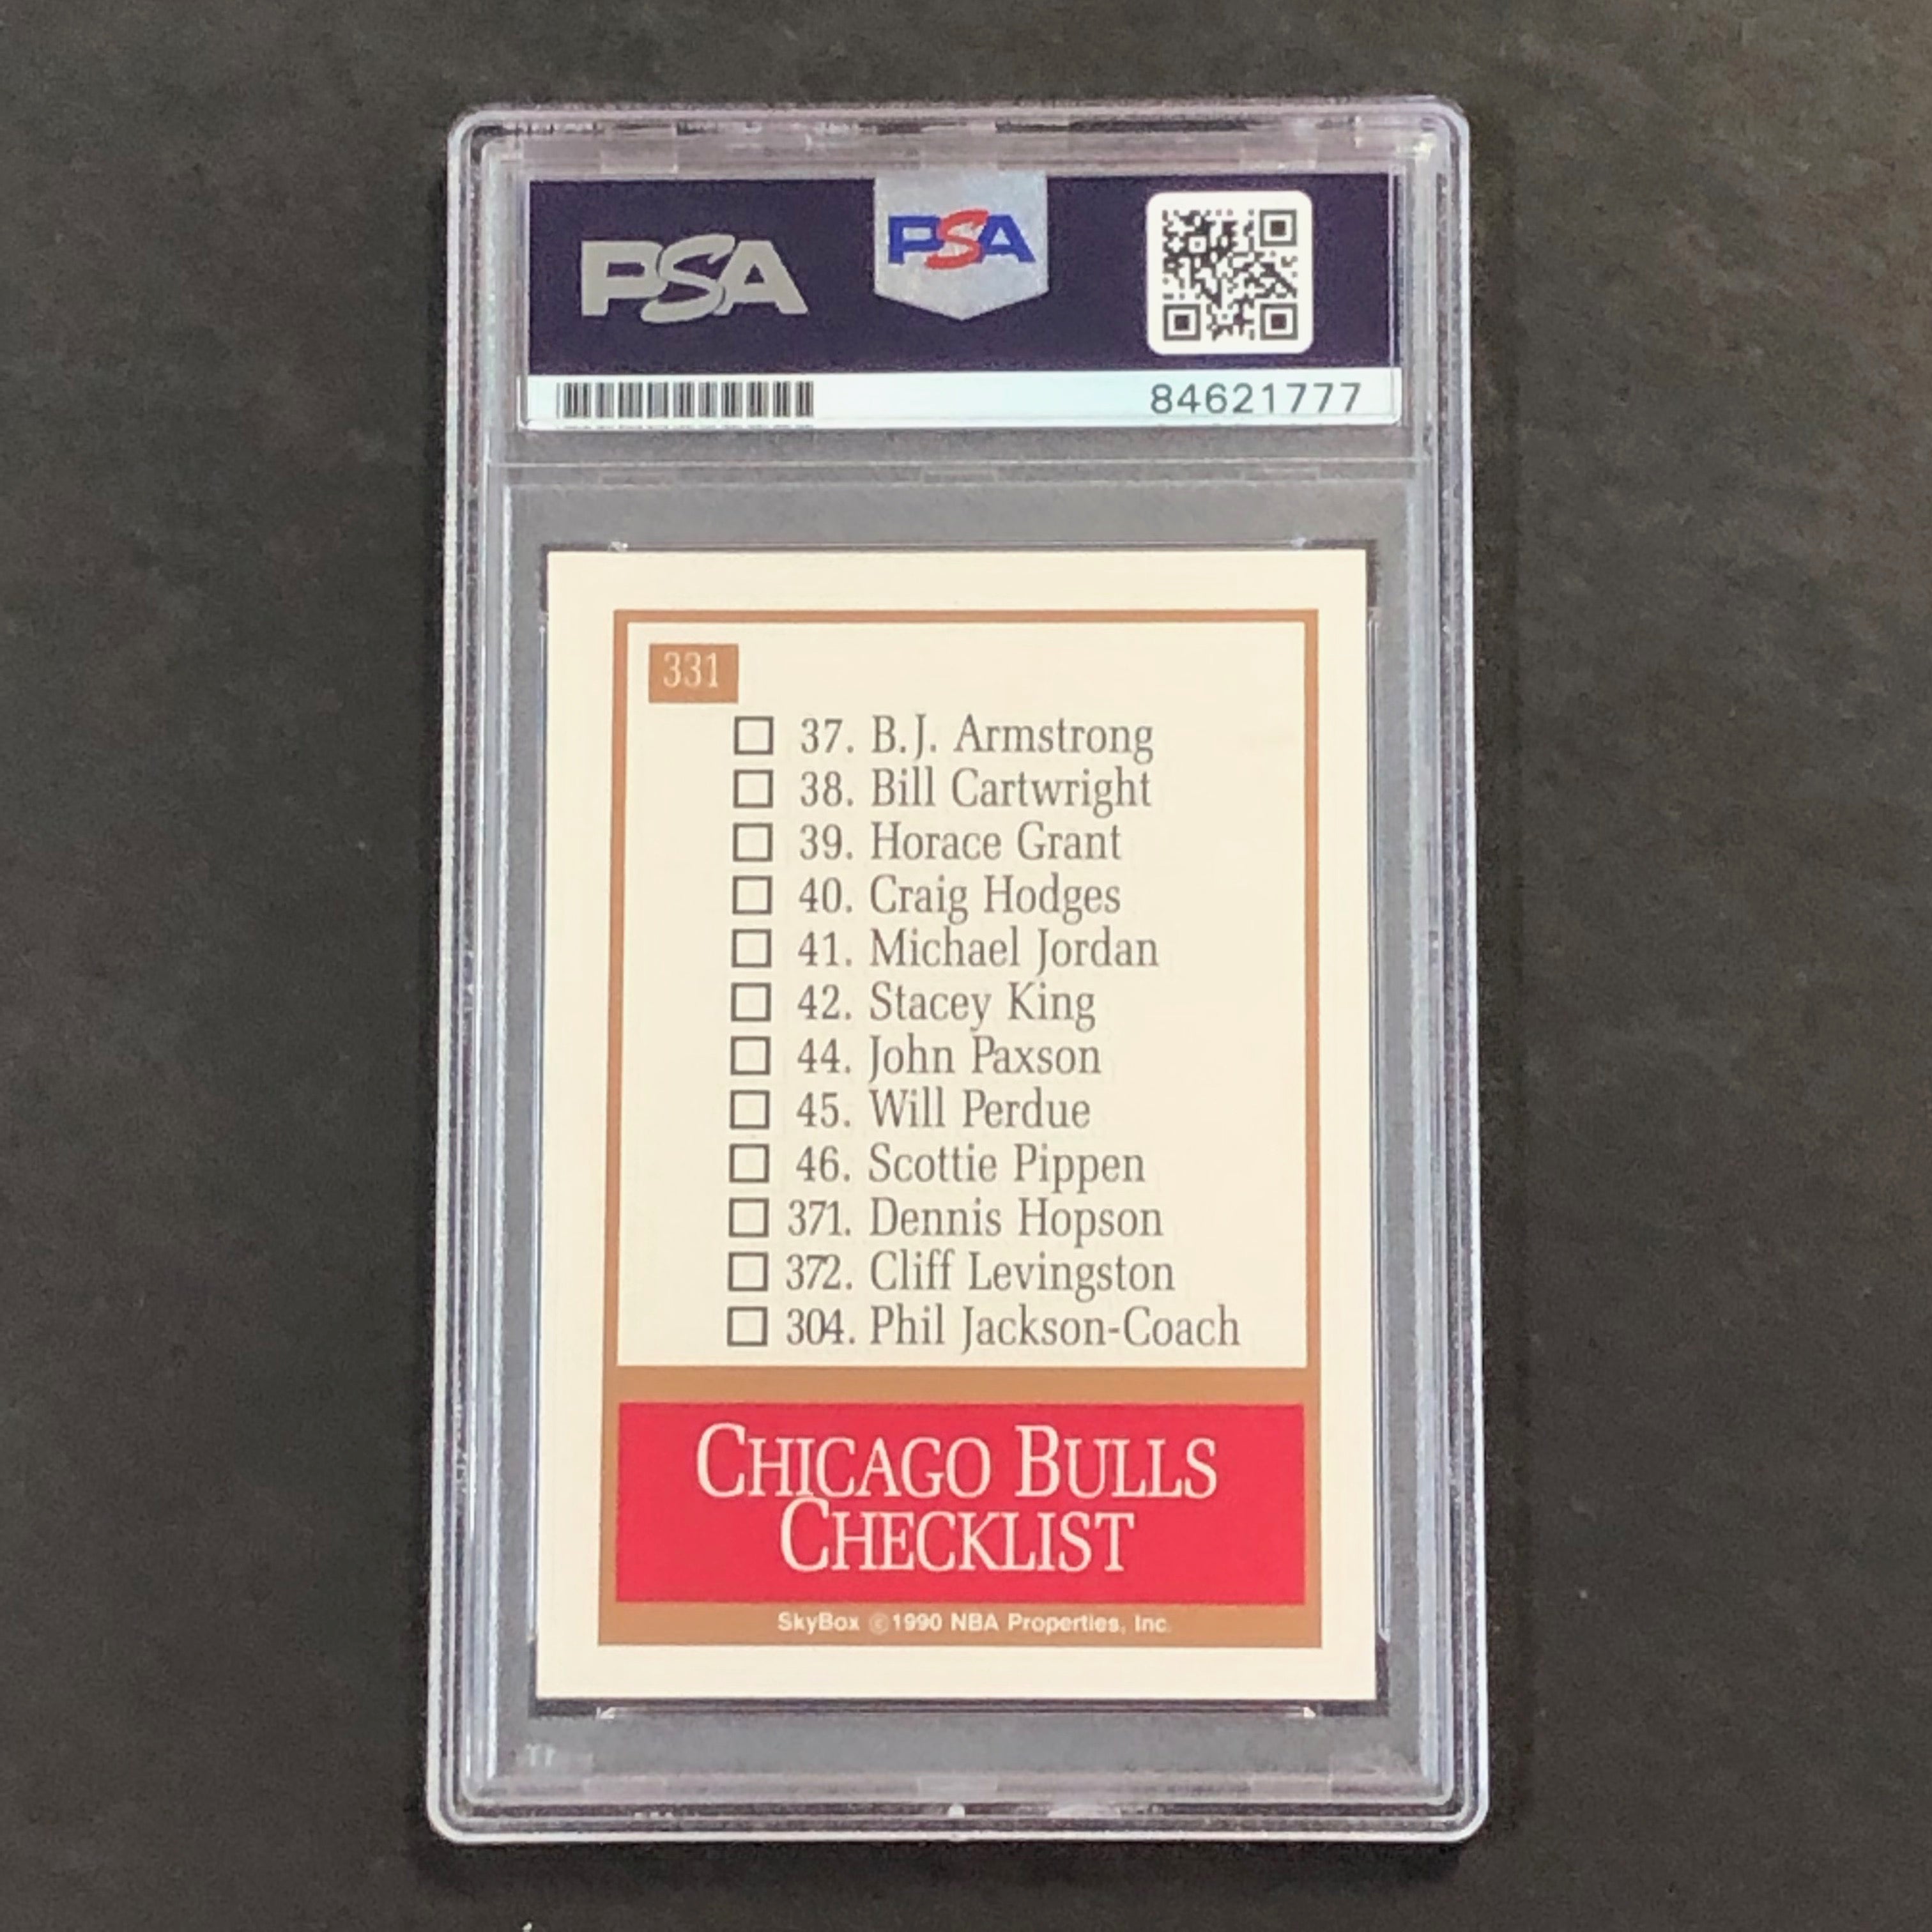 PSA
PSA
84621777
331
37. B.J. Armstrong
38. Bill Cartwright
39. Horace Grant
40. Craig Hodges
41. Michael Jordan
42. Stacey King
44. John Paxson
45. Will Perdue
46. Scottie Pippen
371. Dennis Hopson
372. Cliff Levingston
304. Phil Jackson-Coach
CHICAGO BULLS
CHECKLIST
SkyBox ©1990 NBA Properties, Inc.